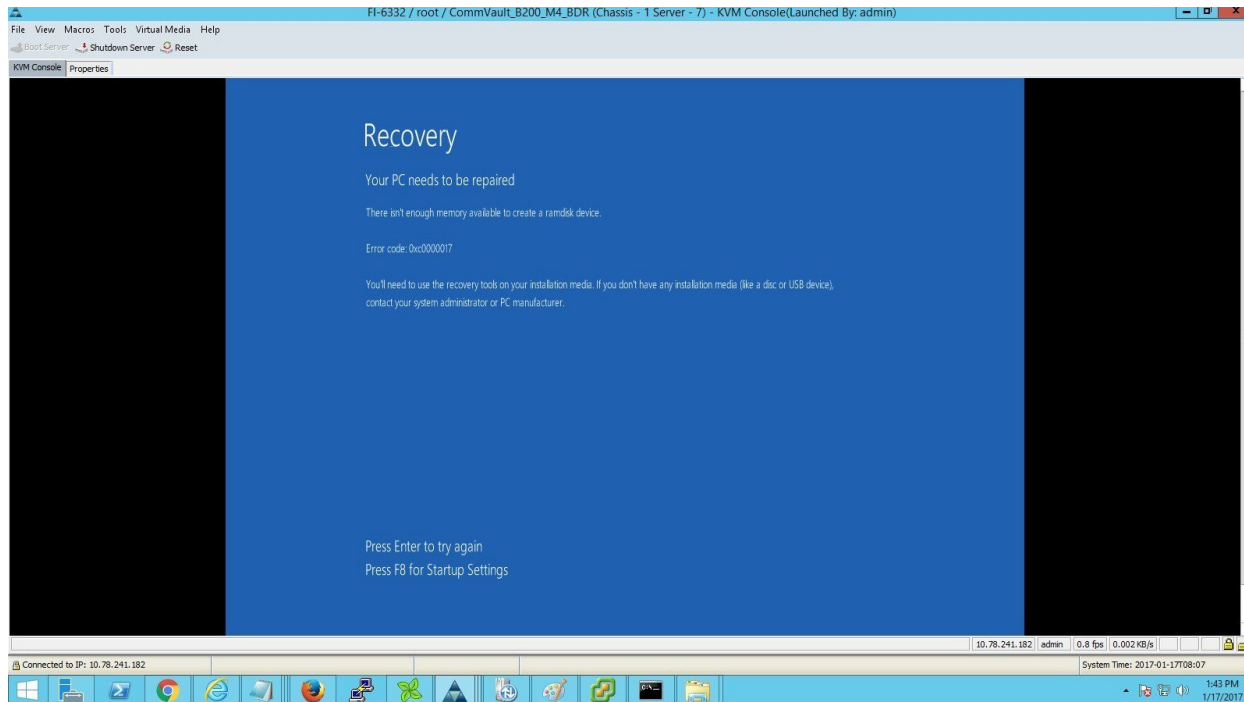 FI-6332 / root / CommVault_B200_M4_BDR (Chassis - 1 Server - 7) - KVM Console(Launched By: admin)
File View Macros Tools Virtual Media Help
Boot Server Shutdown Server Reset
KVM Console Properties
Recovery
Your PC needs to be repaired
There isn't enough memory available to create a ramdisk device.
Error code: 0xc0000017
You'll need to use the recovery tools on your installation media. If you don't have any installation media (like a disc or USB device),
contact your system administrator or PC manufacturer.
Press Enter to try again
Press F8 for Startup Settings
10.78.241.182 admin 0.8 fps 0.002 KB/s
Connected to IP: 10.78.241.182 System Time: 2017-01-17T08:07
1:43 PM
1/17/2017